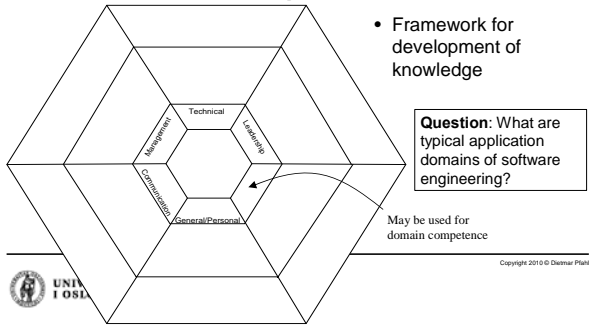 • Framework for
development of
knowledge
Technical
Management
Leadership
Communication
General/Personal
Question: What are
typical application
domains of software
engineering?
May be used for
domain competence
Copyright 2010 © Dietmar Pfahl
UNIV
I OSL